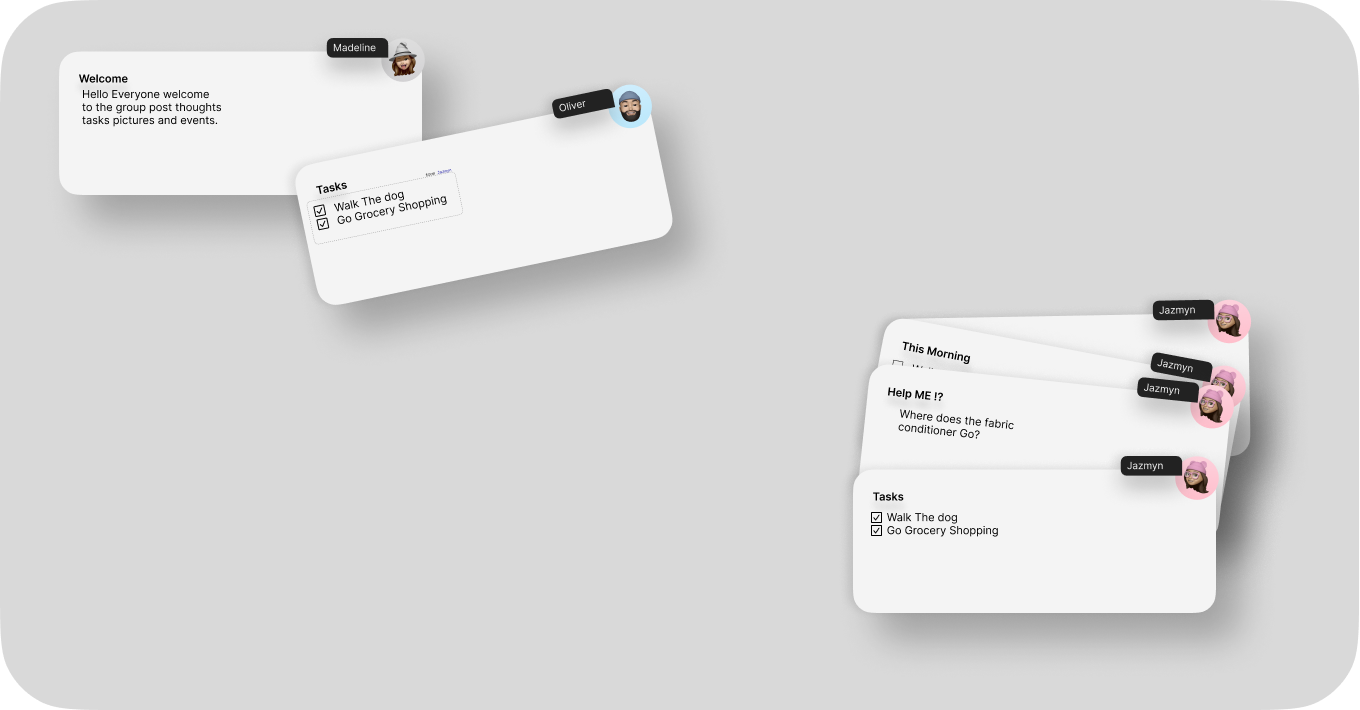 Madeline
Welcome
Hello Everyone welcome
to the group post thoughts
tasks pictures and events.
Oliver
Jazmyn
Tasks
Walk The dog
Go Grocery Shopping
Jazmyn
This Morning
Jazmyn
Jazmyn
Help ME !?
Where does the fabric
conditioner Go?
Jazmyn
Tasks
Walk The dog
Go Grocery Shopping